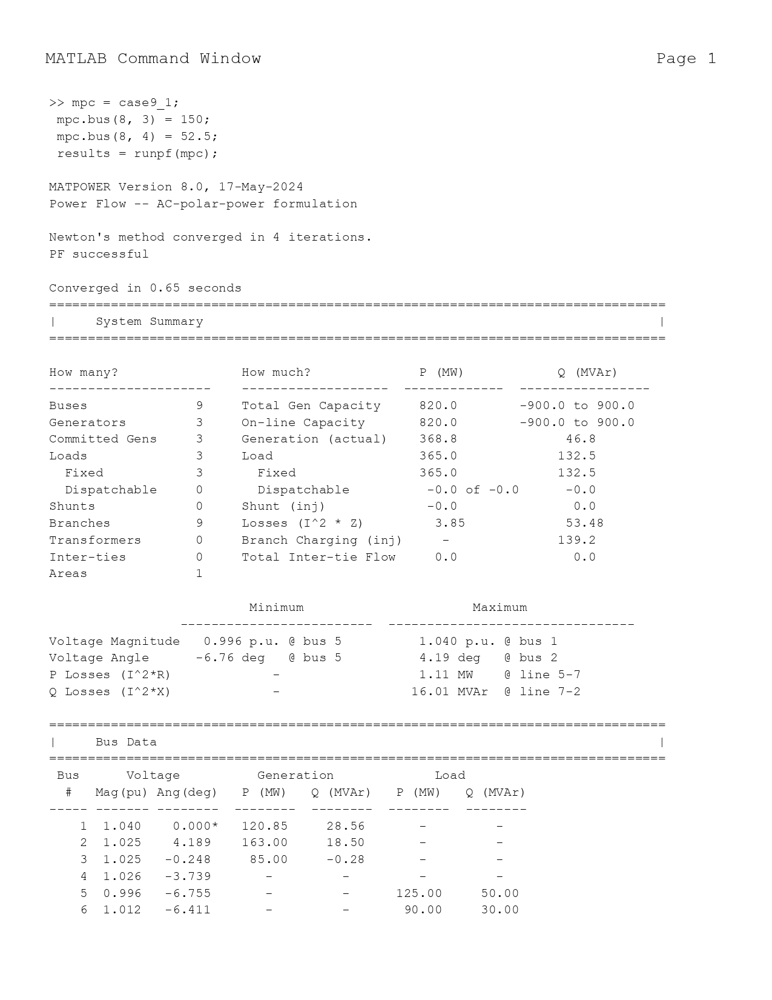 MATLAB Command Window                                      Page 1
>> mpc = case9_1;
 mpc.bus(8, 3) = 150;
 mpc.bus(8, 4) = 52.5;
 results = runpf(mpc);
MATPOWER Version 8.0, 17-May-2024
Power Flow -- AC-polar-power formulation
Newton's method converged in 4 iterations.
PF successful
Converged in 0.65 seconds
================================================================================
|     System Summary                                                           |
================================================================================
How many?                How much?              P (MW)            Q (MVAr)
---------------------    -------------------  -------------  -----------------
Buses              9     Total Gen Capacity     820.0        -900.0 to 900.0
Generators         3     On-line Capacity       820.0        -900.0 to 900.0
Committed Gens     3     Generation (actual)    368.8              46.8
Loads              3     Load                   365.0             132.5
  Fixed            3       Fixed                365.0             132.5
  Dispatchable     0       Dispatchable          -0.0 of -0.0      -0.0
Shunts             0     Shunt (inj)             -0.0               0.0
Branches           9     Losses (I^2 * Z)         3.85             53.48
Transformers       0     Branch Charging (inj)     -              139.2
Inter-ties         0     Total Inter-tie Flow     0.0               0.0
Areas              1
                          Minimum                      Maximum
                 -------------------------  --------------------------------
Voltage Magnitude   0.996 p.u. @ bus 5          1.040 p.u. @ bus 1
Voltage Angle      -6.76 deg   @ bus 5          4.19 deg   @ bus 2
P Losses (I^2*R)             -                  1.11 MW    @ line 5-7
Q Losses (I^2*X)             -                 16.01 MVAr  @ line 7-2
================================================================================
|     Bus Data                                                                 |
================================================================================
 Bus      Voltage          Generation             Load
  #   Mag(pu) Ang(deg)   P (MW)   Q (MVAr)   P (MW)   Q (MVAr)
----- ------- --------  --------  --------  --------  --------
    1  1.040    0.000*   120.85     28.56       -         -
    2  1.025    4.189    163.00     18.50       -         -
    3  1.025   -0.248     85.00     -0.28       -         -
    4  1.026   -3.739       -         -         -         -
    5  0.996   -6.755       -         -      125.00     50.00
    6  1.012   -6.411       -         -       90.00     30.00